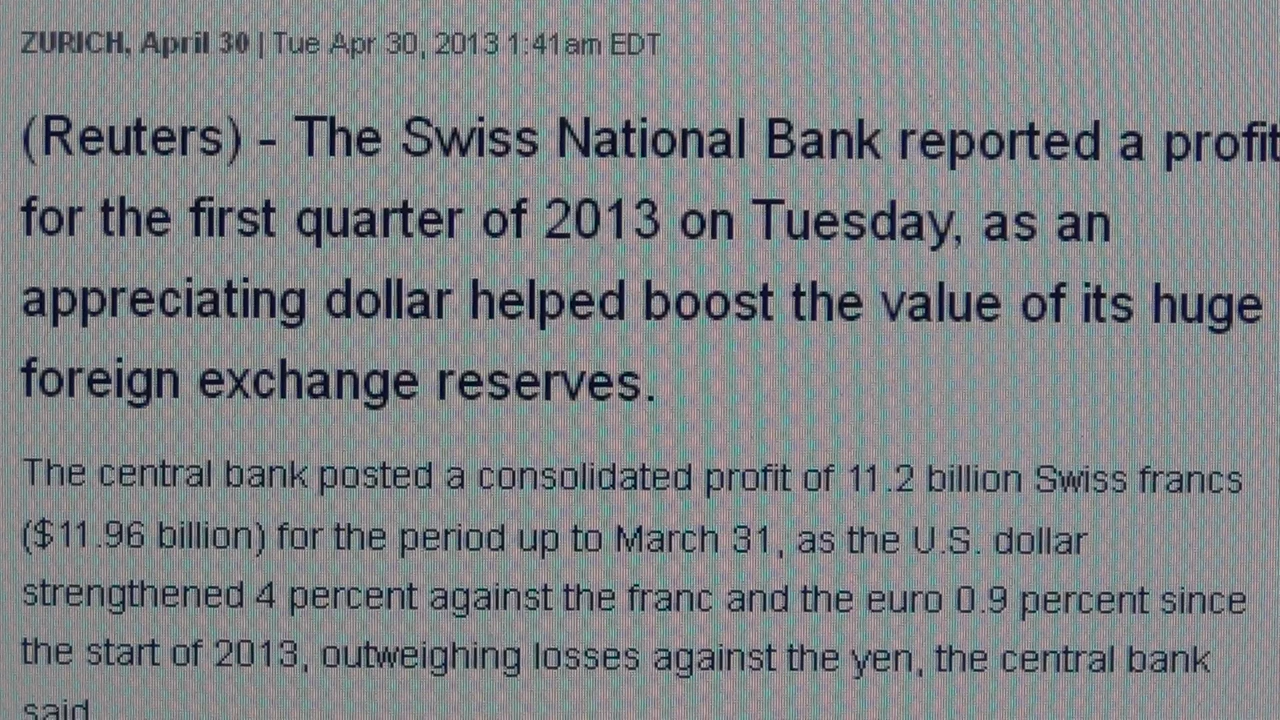 ZURICH, April 30 | Tue Apr 30, 2013 1:41am EDT
(Reuters) - The Swiss National Bank reported a profit
for the first quarter of 2013 on Tuesday, as an
appreciating dollar helped boost the value of its huge
foreign exchange reserves.
The central bank posted a consolidated profit of 11.2 billion Swiss francs
($11.96 billion) for the period up to March 31, as the U.S. dollar
strengthened 4 percent against the franc and the euro 0.9 percent since
the start of 2013, outweighing losses against the yen, the central bank
said